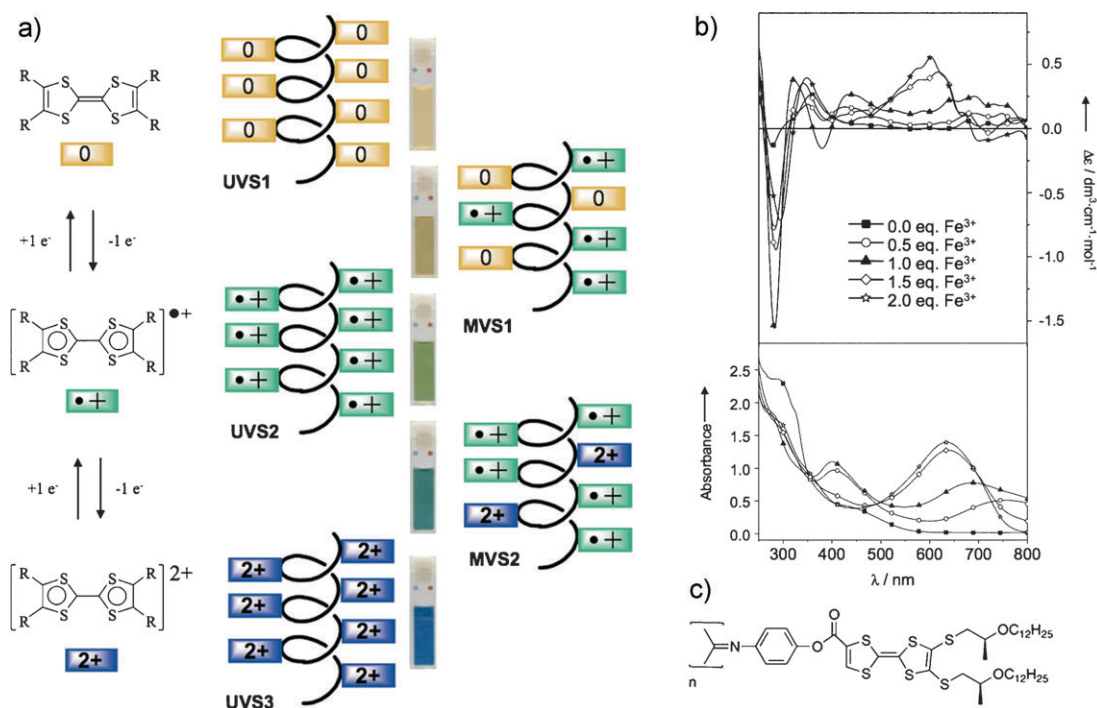 a)
R
S
S
R
R
S
S
R
0
+1 e-
-1 e-
R
S
S
R
●+
R
S
S
R
● +
+1 e-
-1 e-
R
S
S
R
2+
R
S
S
R
2+
0
0
0
0
0
0
0
UVS1
● +
0
0
● +
● +
0
● +
MVS1
● +
● +
● +
● +
● +
● +
● +
UVS2
● +
● +
2+
● +
● +
2+
● +
MVS2
2+
2+
2+
2+
2+
2+
2+
UVS3
b)
0.5
0.0
-0.5
-1.0
-1.5
Δε / dm³·cm⁻¹·mol⁻¹
0.0 eq. Fe³⁺
0.5 eq. Fe³⁺
1.0 eq. Fe³⁺
1.5 eq. Fe³⁺
2.0 eq. Fe³⁺
2.5
2.0
1.5
1.0
0.5
0.0
Absorbance
300 400 500 600 700 800
λ / nm
c)
n
N
O
O
S
S
S
S
S
S
OC₁₂H₂₅
OC₁₂H₂₅